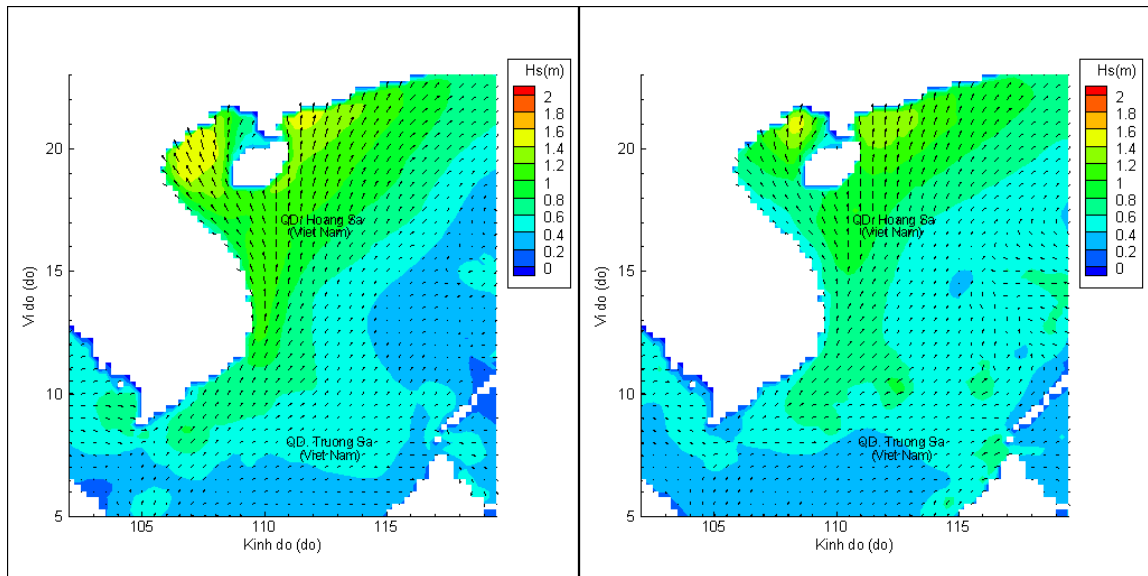 Hs(m)
2
1.8
1.6
1.4
1.2
1
0.8
0.6
0.4
0.2
0
20
15
10
5
Vi do (do)
QD. Hoang Sa
(Viet Nam)
QD. Truong Sa
(Viet Nam)
105
110
115
Kinh do (do)
Hs(m)
2
1.8
1.6
1.4
1.2
1
0.8
0.6
0.4
0.2
0
20
15
10
5
Vi do (do)
QD. Hoang Sa
(Viet Nam)
QD. Truong Sa
(Viet Nam)
105
110
115
Kinh do (do)